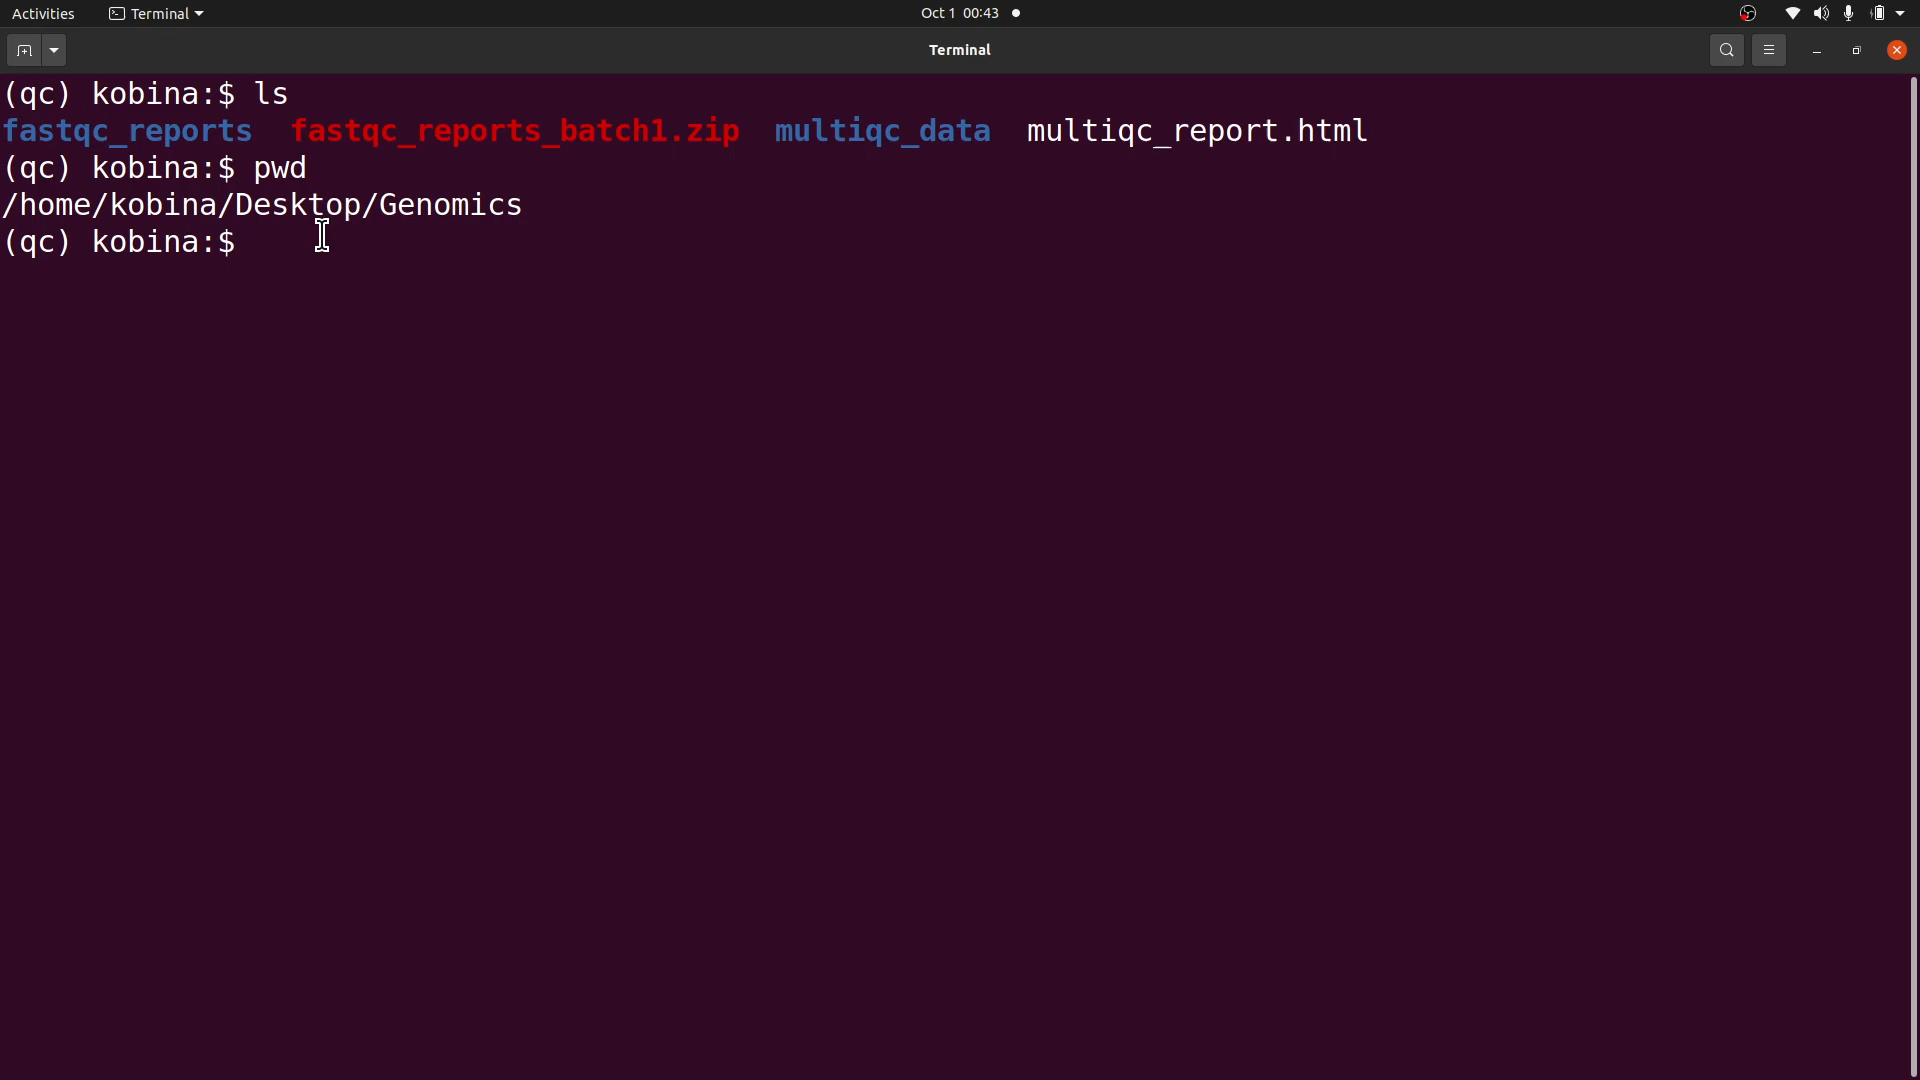 Activities Terminal Oct 1 00:43
Terminal
(qc) kobina:$ ls
fastqc_reports fastqc_reports_batch1.zip multiqc_data multiqc_report.html
(qc) kobina:$ pwd
/home/kobina/Desktop/Genomics
(qc) kobina:$